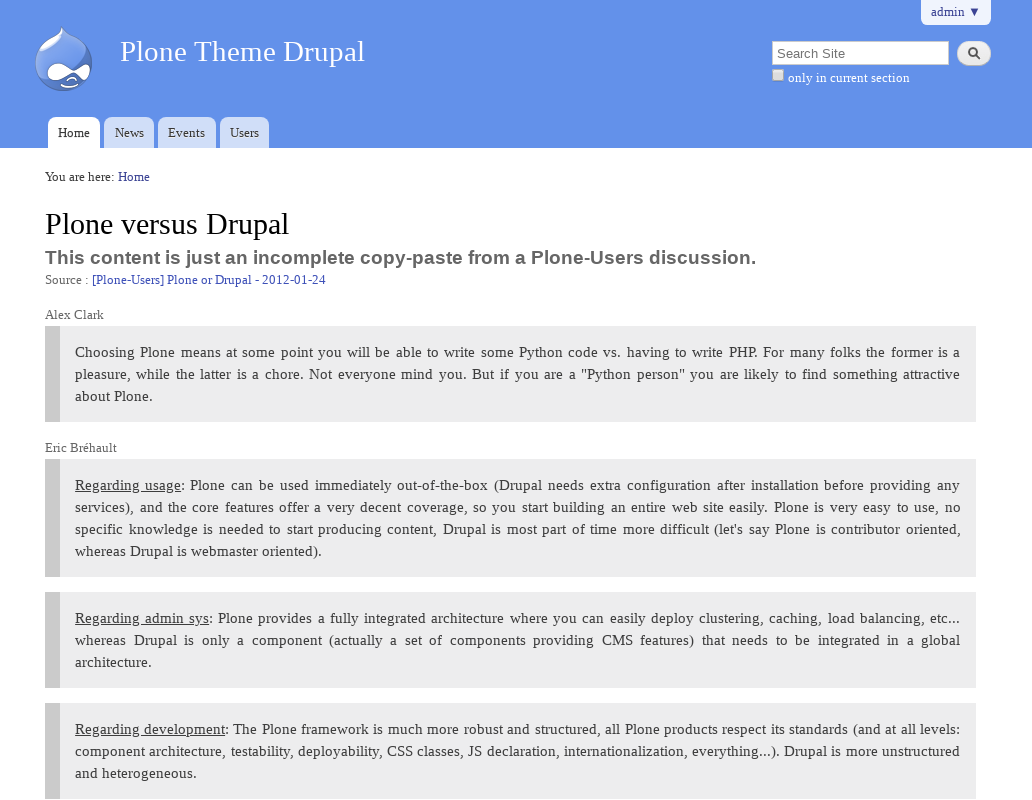 admin ▼
Plone Theme Drupal
Search Site
only in current section
Home News Events Users
You are here: Home
Plone versus Drupal
This content is just an incomplete copy-paste from a Plone-Users discussion.
Source : [Plone-Users] Plone or Drupal - 2012-01-24
Alex Clark
Choosing Plone means at some point you will be able to write some Python code vs. having to write PHP. For many folks the former is a
pleasure, while the latter is a chore. Not everyone mind you. But if you are a "Python person" you are likely to find something attractive
about Plone.
Eric Bréhault
Regarding usage: Plone can be used immediately out-of-the-box (Drupal needs extra configuration after installation before providing any
services), and the core features offer a very decent coverage, so you start building an entire web site easily. Plone is very easy to use, no
specific knowledge is needed to start producing content, Drupal is most part of time more difficult (let's say Plone is contributor oriented,
whereas Drupal is webmaster oriented).
Regarding admin sys: Plone provides a fully integrated architecture where you can easily deploy clustering, caching, load balancing, etc...
whereas Drupal is only a component (actually a set of components providing CMS features) that needs to be integrated in a global
architecture.
Regarding development: The Plone framework is much more robust and structured, all Plone products respect its standards (and at all levels:
component architecture, testability, deployability, CSS classes, JS declaration, internationalization, everything...). Drupal is more unstructured
and heterogeneous.